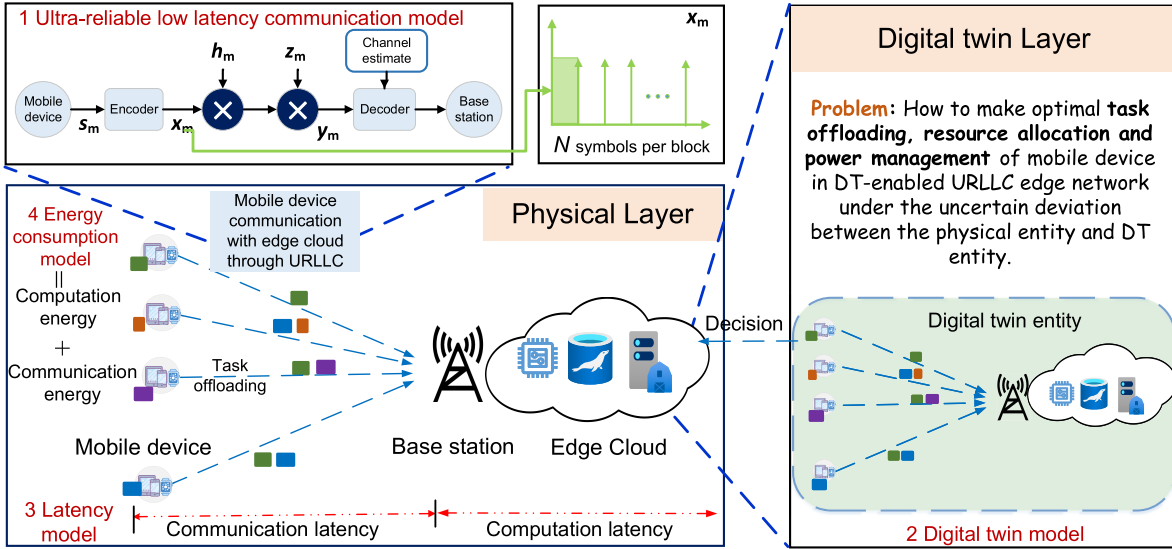 1 Ultra-reliable low latency communication model
Channel
estimate
h_m
z_m
Mobile
device
Encoder
Decoder
Base
station
s_m
x_m
y_m
x_m
N symbols per block
Physical Layer
Mobile device
communication
with edge cloud
through URLLC
4 Energy
consumption
model
=
Computation
energy
+
Communication
energy
Task
offloading
Mobile device
Base station
Edge Cloud
Decision
3 Latency
model
Communication latency
Computation latency
Digital twin Layer
Problem: How to make optimal task
offloading, resource allocation and
power management of mobile device
in DT-enabled URLLC edge network
under the uncertain deviation
between the physical entity and DT
entity.
Digital twin entity
2 Digital twin model